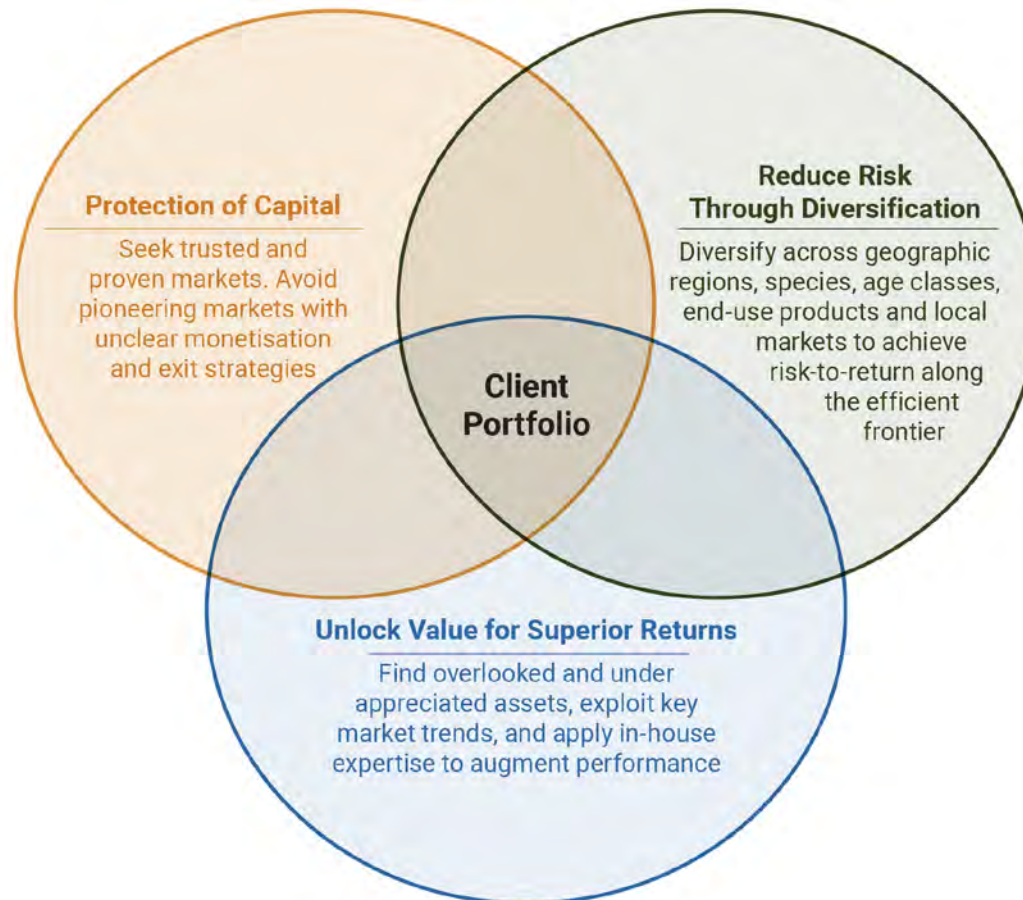 Protection of Capital
Seek trusted and
proven markets. Avoid
pioneering markets with
unclear monetisation
and exit strategies
Reduce Risk
Through Diversification
Diversify across geographic
regions, species, age classes,
end-use products and local
markets to achieve
risk-to-return along
the efficient
frontier
Client
Portfolio
Unlock Value for Superior Returns
Find overlooked and under
appreciated assets, exploit key
market trends, and apply in-house
expertise to augment performance